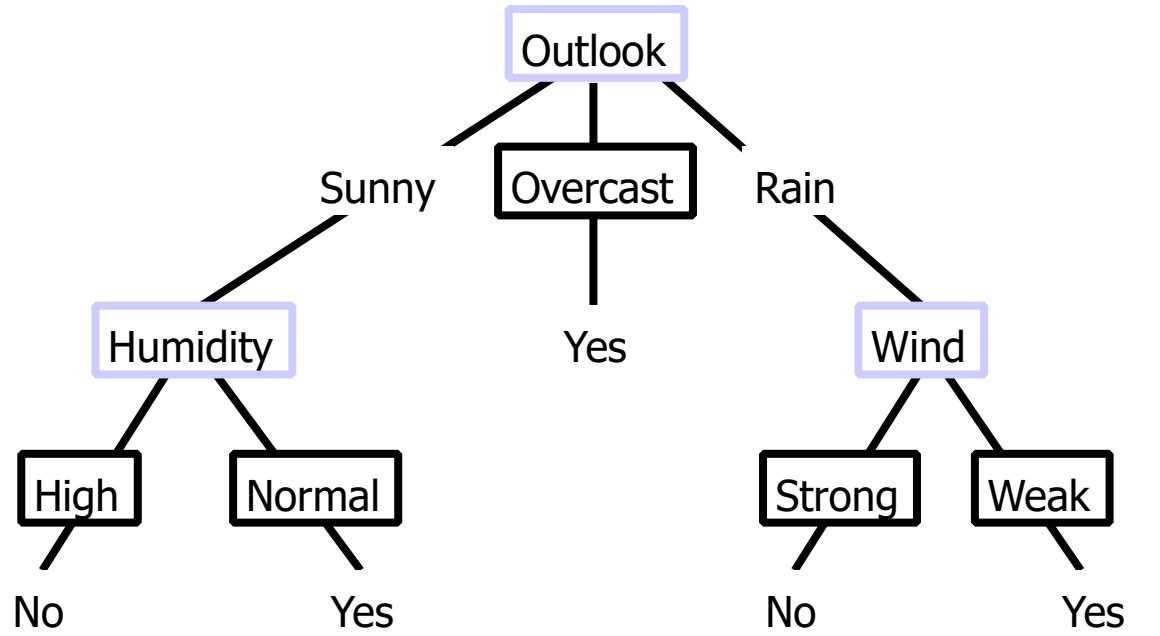 Outlook
Sunny Overcast Rain
Humidity Yes Wind
High Normal Strong Weak
No Yes No Yes